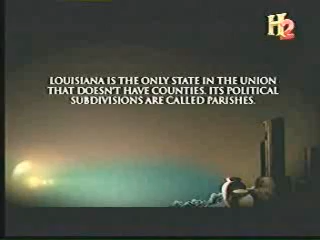 H2
LOUISIANA IS THE ONLY STATE IN THE UNION
THAT DOESN'T HAVE COUNTIES. ITS POLITICAL
SUBDIVISIONS ARE CALLED PARISHES.